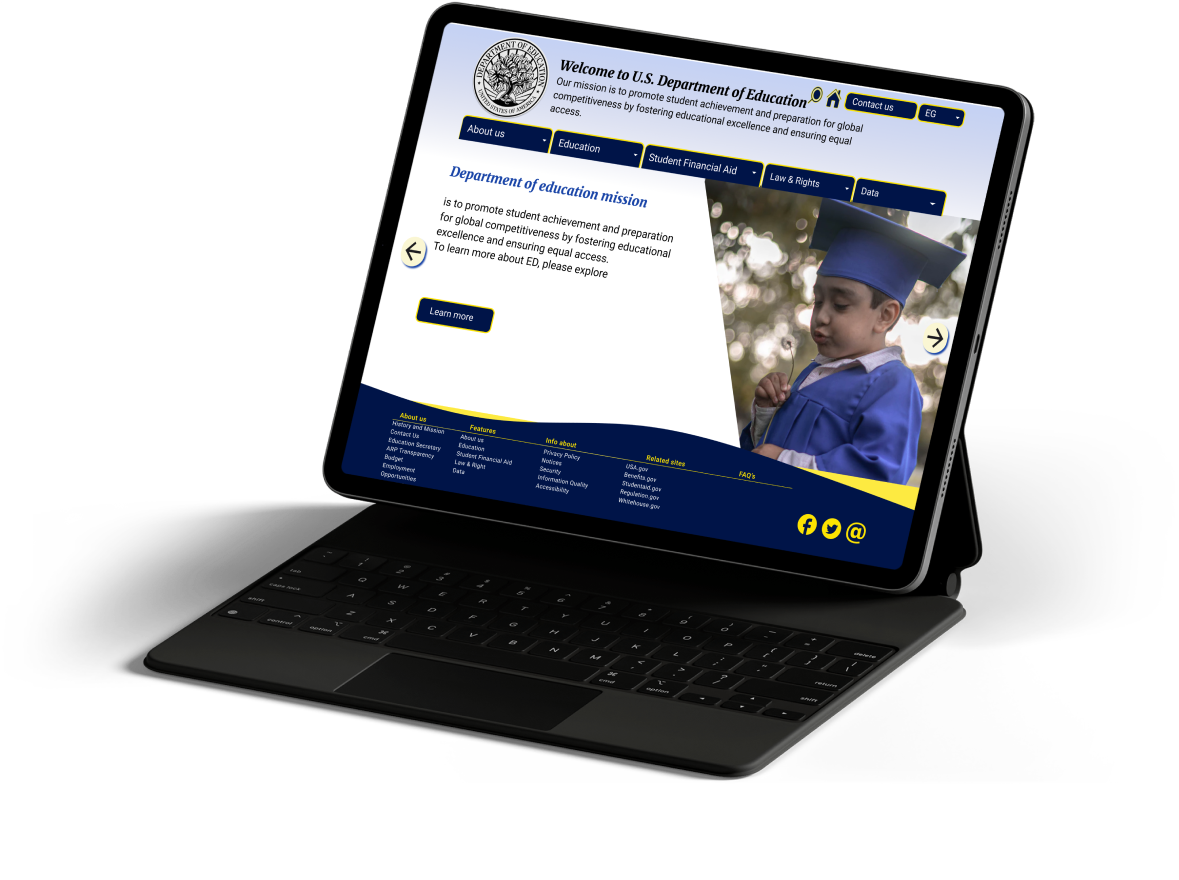 DEPARTMENT OF EDUCATION
UNITED STATES OF AMERICA
Welcome to U.S. Department of Education
Our mission is to promote student achievement and preparation for global
competitiveness by fostering educational excellence and ensuring equal
access.
Contact us
EG
About us
Education
Student Financial Aid
Law & Rights
Data
Department of education mission
is to promote student achievement and preparation
for global competitiveness by fostering educational
excellence and ensuring equal access.
To learn more about ED, please explore
Learn more
About us
History and Mission
Contact Us
Education Secretary
ARP Transparency
Budget
Employment
Opportunities
Features
About us
Education
Student Financial Aid
Law & Right
Data
Info about
Privacy Policy
Notices
Security
Information Quality
Accessibility
Related sites
USA.gov
Benefits.gov
Studentaid.gov
Regulation.gov
Whitehouse.gov
FAQ's
@
tab Q W E R T Y U I O P
caps lock A S D F G H J K L
shift Z X C V B N M
control option cmd
cmd option
delete
return
shift